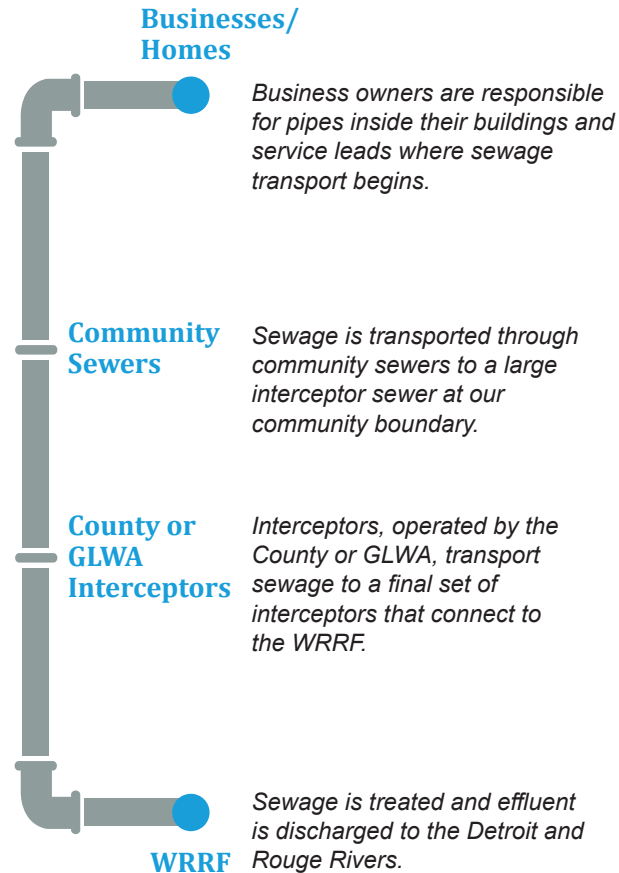 Businesses/
Homes
Business owners are responsible
for pipes inside their buildings and
service leads where sewage
transport begins.
Community
Sewers
Sewage is transported through
community sewers to a large
interceptor sewer at our
community boundary.
County or
GLWA
Interceptors
Interceptors, operated by the
County or GLWA, transport
sewage to a final set of
interceptors that connect to
the WRRF.
WRRF
Sewage is treated and effluent
is discharged to the Detroit and
Rouge Rivers.